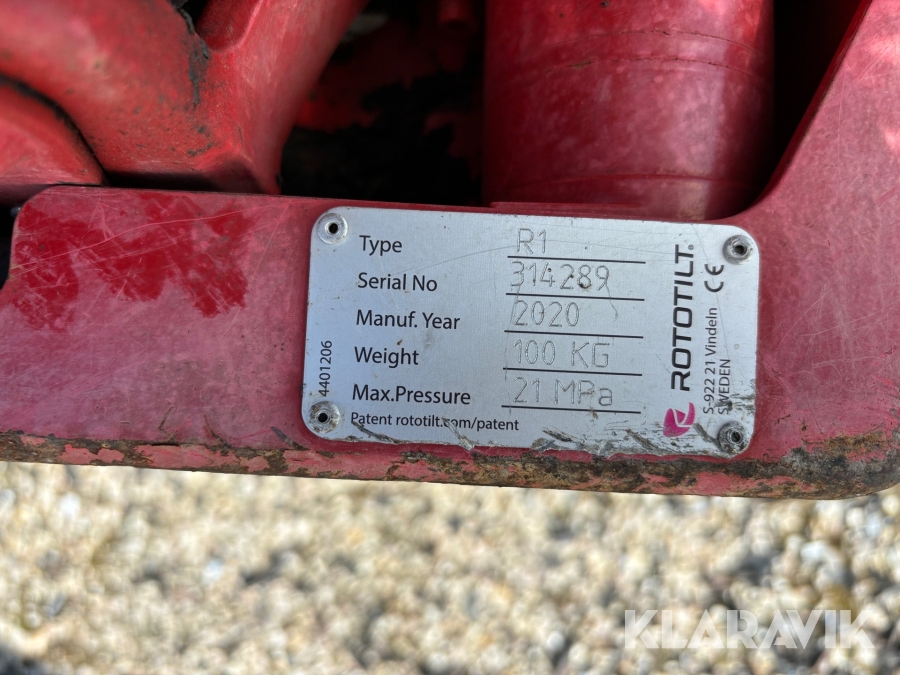 Type R1
Serial No 314289
Manuf. Year 2020
Weight 100 KG
Max.Pressure 21 MPa
Patent rototilt.com/patent
4401206
ROTOTILT®
S-922 21 Vindeln
SWEDEN
CE
KLARAVIK